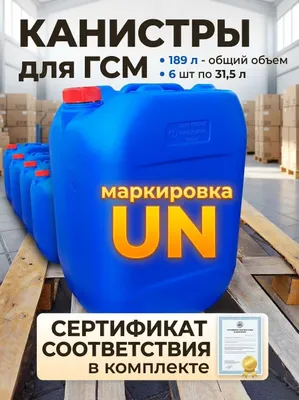 КАНИСТРЫ
для ГСМ
• 189 л - общий объем
• 6 шт по 31,5 л
маркировка
UN
СЕРТИФИКАТ
СООТВЕТСТВИЯ
в комплекте